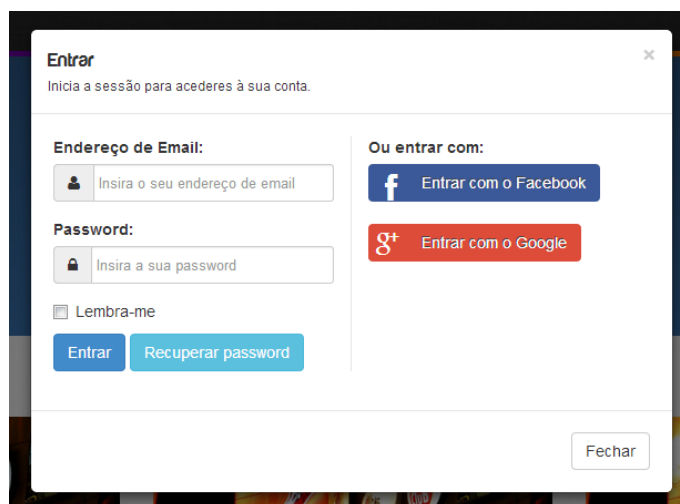 Entrar
×
Inicia a sessão para acederes à sua conta.
Endereço de Email:
Insira o seu endereço de email
Password:
Insira a sua password
Lembra-me
Entrar
Recuperar password
Ou entrar com:
f
Entrar com o Facebook
g+
Entrar com o Google
Fechar
Club